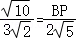 √10/3√2 = BP/2√5